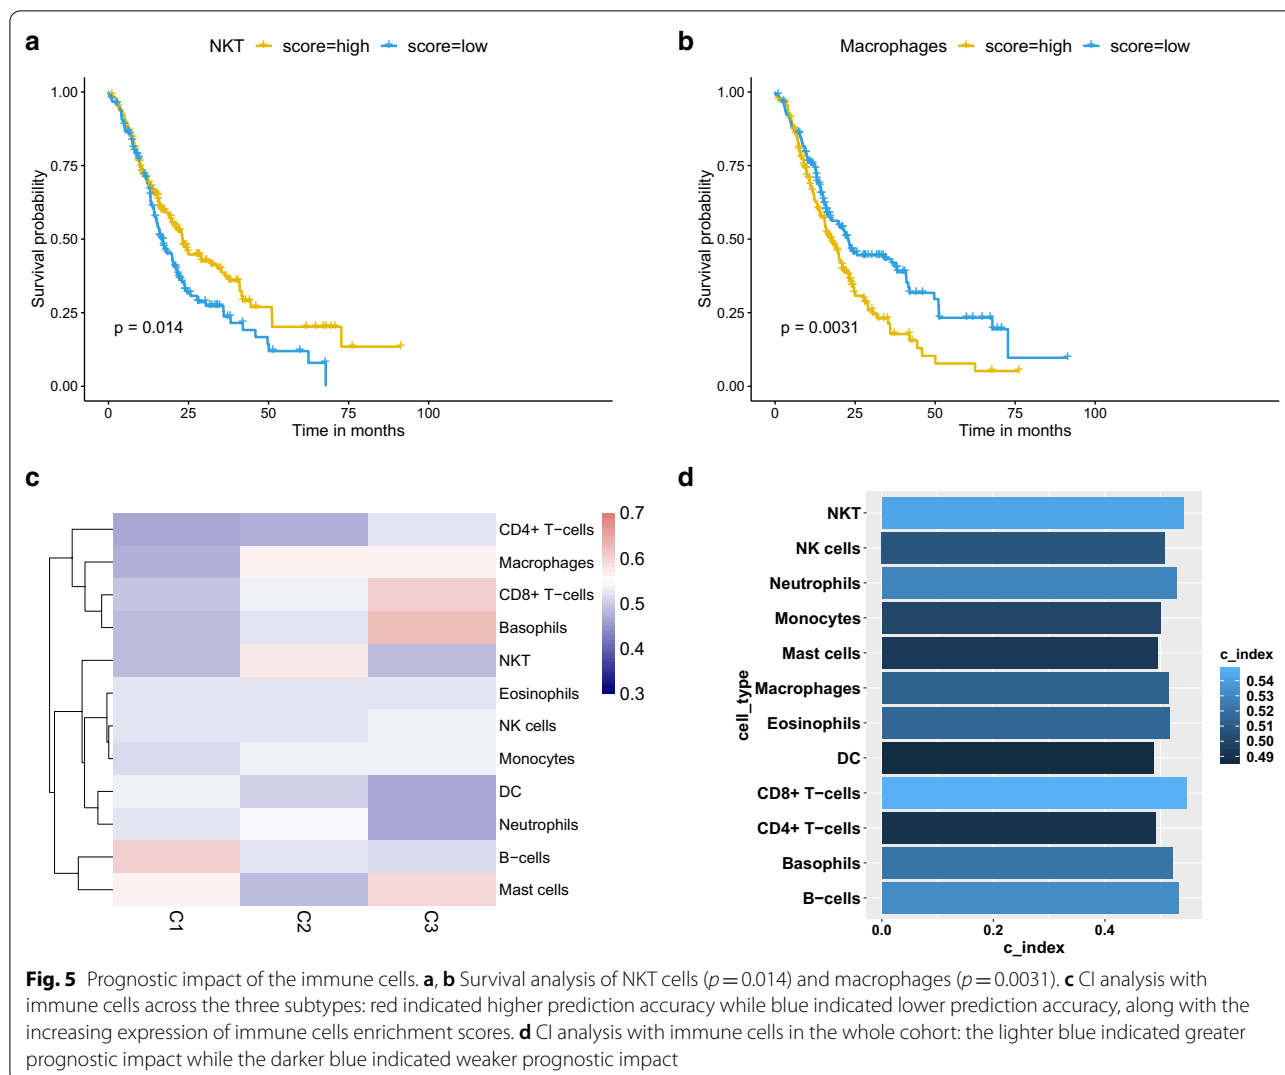 a
NKT score=high score=low
1.00
0.75
0.50
0.25
0.00
Survival probability
p = 0.014
0 25 50 75 100
Time in months
b
Macrophages score=high score=low
1.00
0.75
0.50
0.25
0.00
Survival probability
p = 0.0031
0 25 50 75 100
Time in months
c
CD4+ T-cells
Macrophages
CD8+ T-cells
Basophils
NKT
Eosinophils
NK cells
Monocytes
DC
Neutrophils
B-cells
Mast cells
C1 C2 C3
0.7
0.6
0.5
0.4
0.3
d
cell_type
NKT
NK cells
Neutrophils
Monocytes
Mast cells
Macrophages
Eosinophils
DC
CD8+ T-cells
CD4+ T-cells
Basophils
B-cells
0.0 0.2 0.4
c_index
c_index
0.54
0.53
0.52
0.51
0.50
0.49
Fig. 5 Prognostic impact of the immune cells. a, b Survival analysis of NKT cells (p = 0.014) and macrophages (p = 0.0031). c CI analysis with
immune cells across the three subtypes: red indicated higher prediction accuracy while blue indicated lower prediction accuracy, along with the
increasing expression of immune cells enrichment scores. d CI analysis with immune cells in the whole cohort: the lighter blue indicated greater
prognostic impact while the darker blue indicated weaker prognostic impact